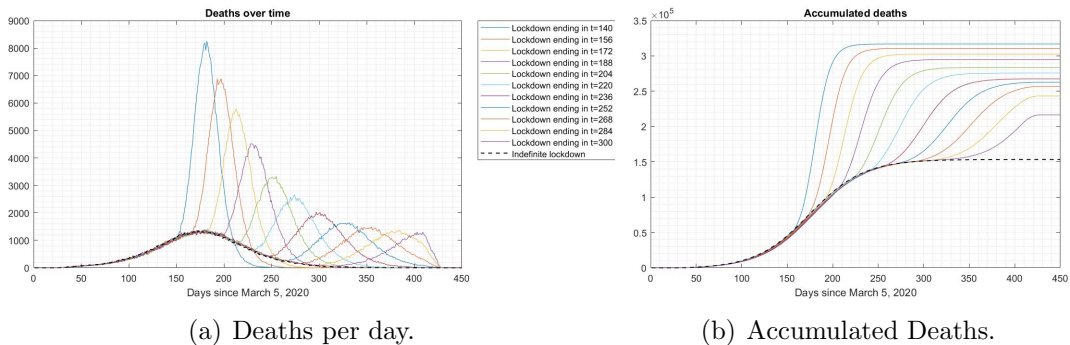 Deaths over time
9000
8000
7000
6000
5000
4000
3000
2000
1000
0
0 50 100 150 200 250 300 350 400 450
Days since March 5, 2020
Lockdown ending in t=140
Lockdown ending in t=156
Lockdown ending in t=172
Lockdown ending in t=188
Lockdown ending in t=204
Lockdown ending in t=220
Lockdown ending in t=236
Lockdown ending in t=252
Lockdown ending in t=268
Lockdown ending in t=284
Lockdown ending in t=300
Indefinite lockdown
(a) Deaths per day.
Accumulated deaths
×10⁵
3.5
3
2.5
2
1.5
1
0.5
0
0 50 100 150 200 250 300 350 400 450
Days since March 5, 2020
(b) Accumulated Deaths.